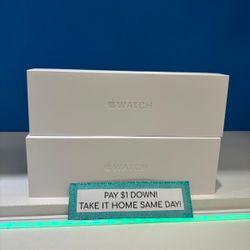 WATCH
WATCH
PAY $1 DOWN!
TAKE IT HOME SAME DAY!